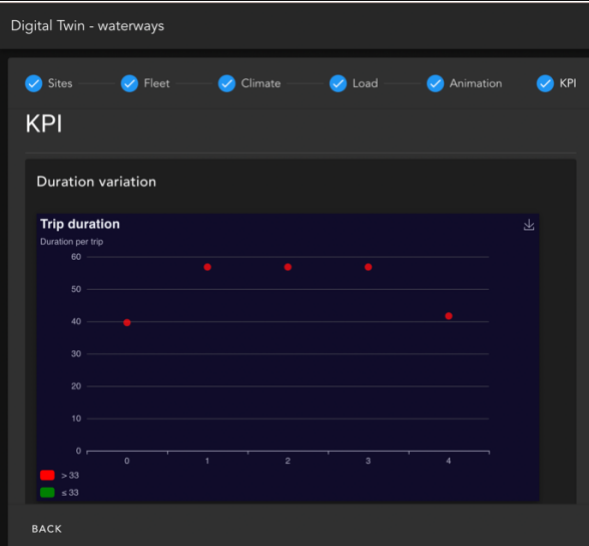 Digital Twin - waterways
Sites Fleet Climate Load Animation KPI
KPI
Duration variation
Trip duration
Duration per trip
60
50
40
30
20
10
0
0 1 2 3 4
> 33
≤ 33
BACK